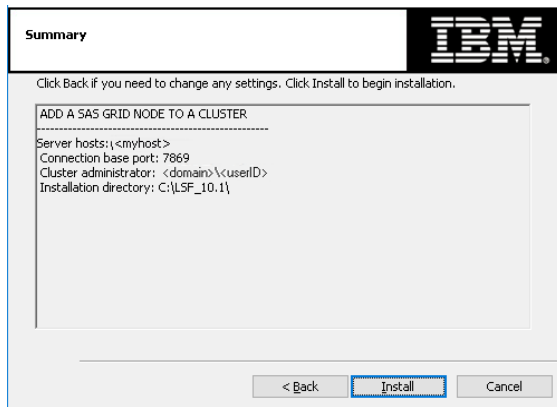 Summary
IBM
Click Back if you need to change any settings. Click Install to begin installation.
ADD A SAS GRID NODE TO A CLUSTER
----------------------------------------------------
Server hosts:\<myhost>
Connection base port: 7869
Cluster administrator: <domain>\<userID>
Installation directory: C:\LSF_10.1\
< Back Install Cancel